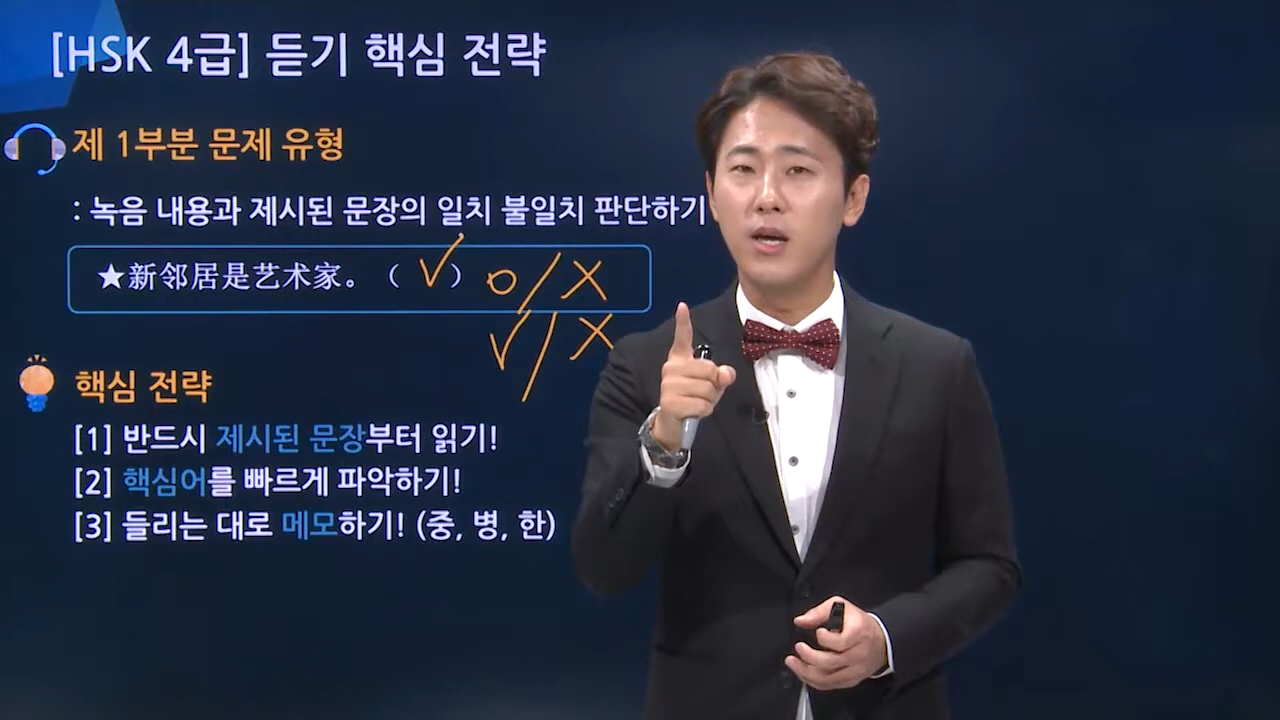 [HSK 4급] 듣기 핵심 전략
제 1부분 문제 유형
: 녹음 내용과 제시된 문장의 일치 불일치 판단하기
★新邻居是艺术家。（ ✓ ） O / X
✓ / X
핵심 전략
[1] 반드시 제시된 문장부터 읽기!
[2] 핵심어를 빠르게 파악하기!
[3] 들리는 대로 메모하기! (중, 병, 한)